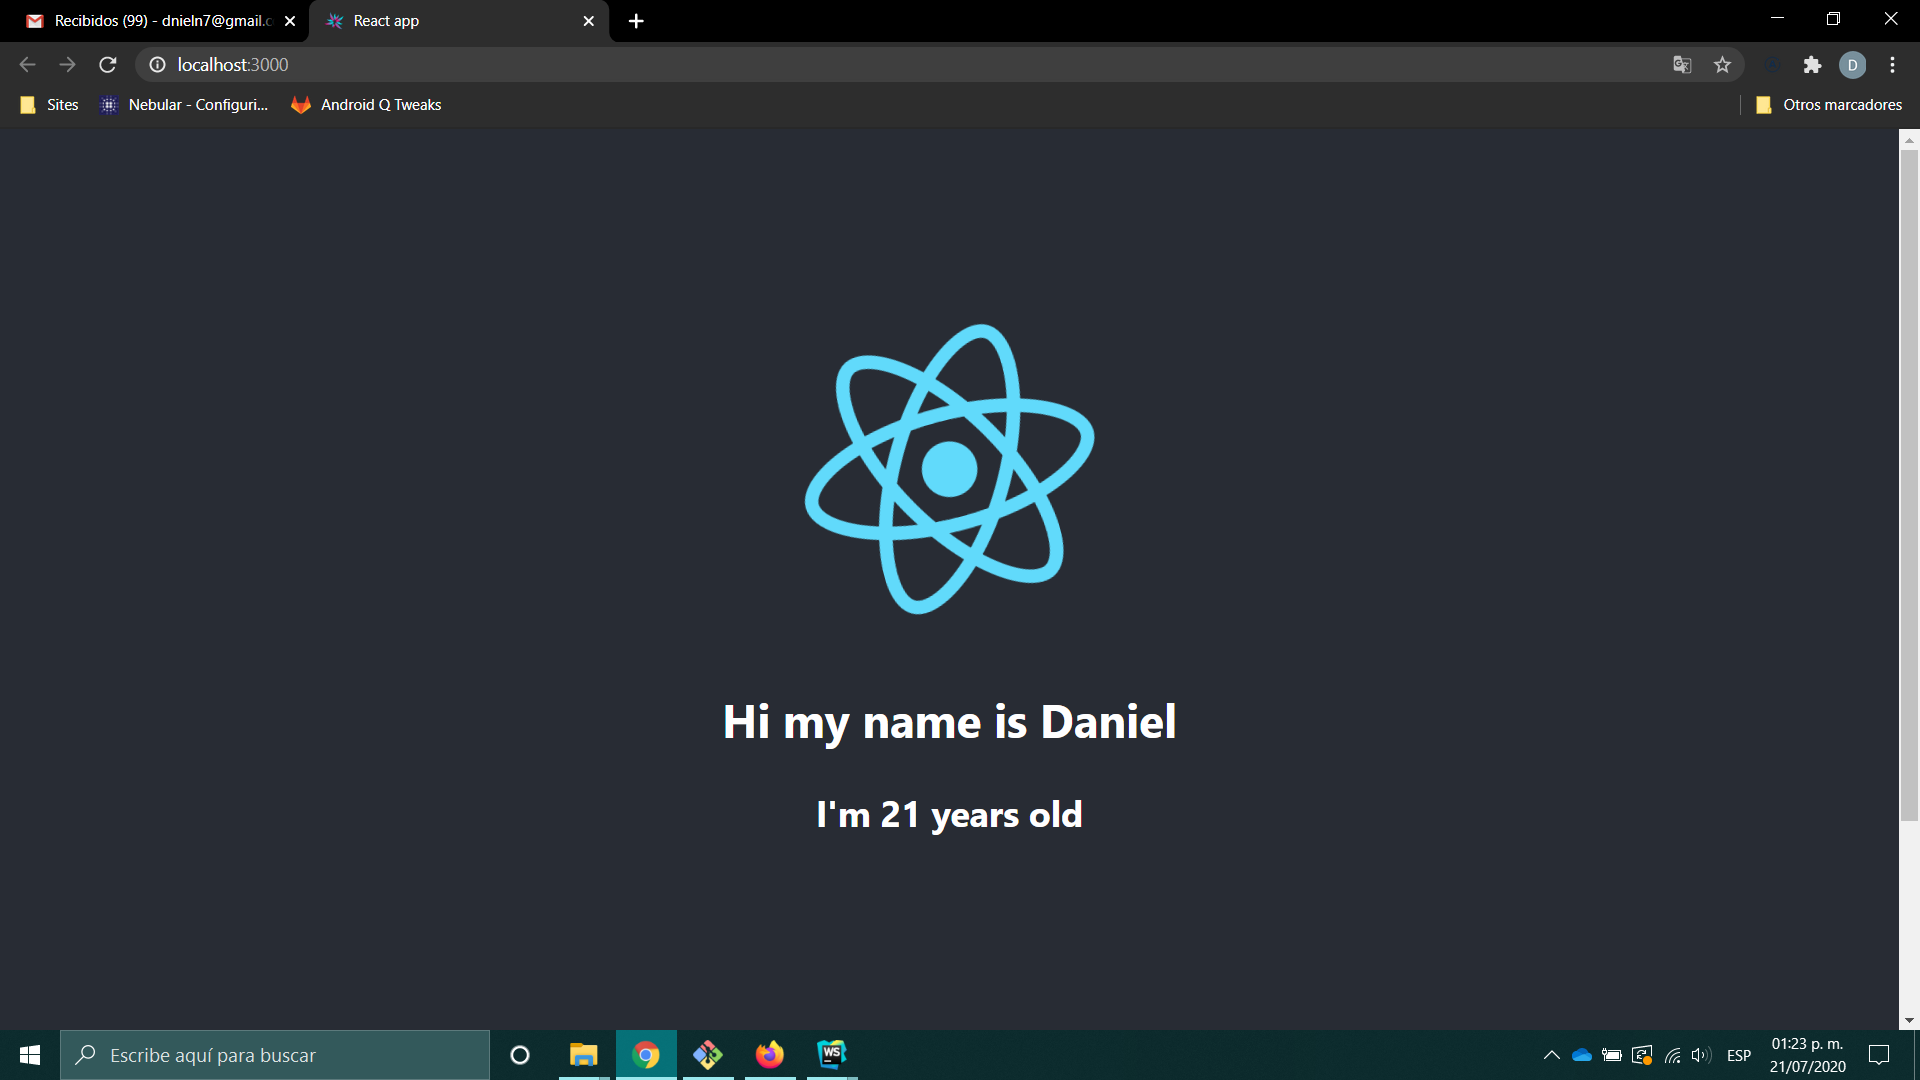 Recibidos (99) - dnieln7@gmail.c
React app
localhost:3000
D
Sites
Nebular - Configuri...
Android Q Tweaks
Otros marcadores
Hi my name is Daniel
I'm 21 years old
Escribe aquí para buscar
WS
ESP
01:23 p. m.
21/07/2020